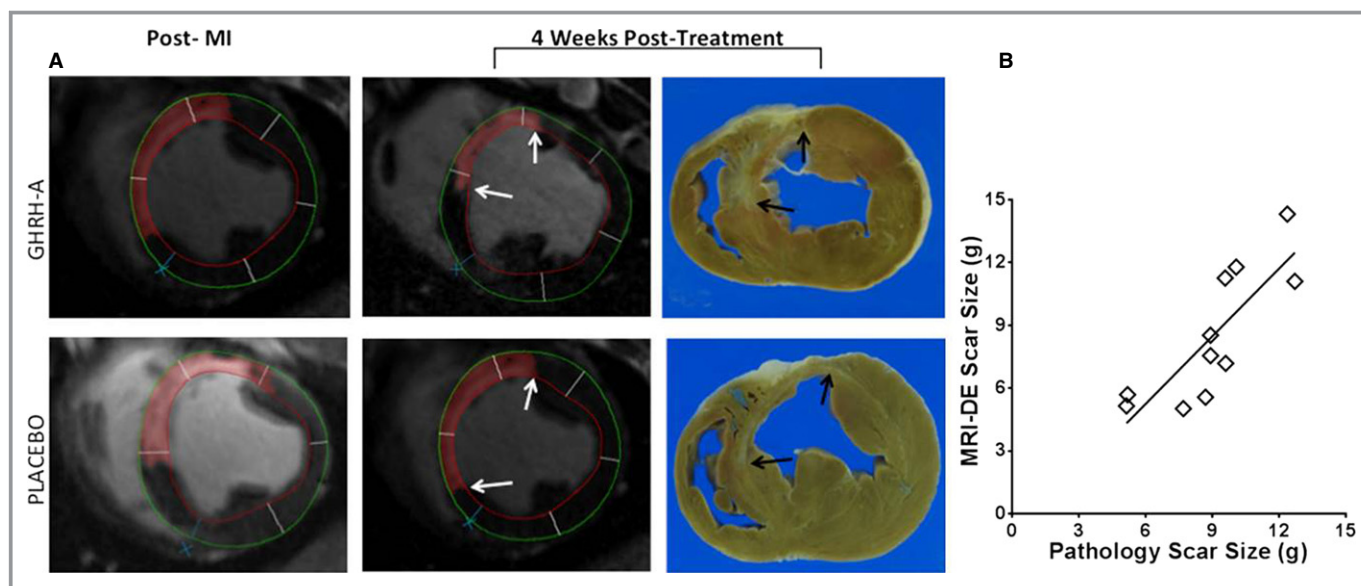 Post- MI
4 Weeks Post-Treatment
A
B
GHRH-A
PLACEBO
15
12
9
6
3
0
MRI-DE Scar Size (g)
0 3 6 9 12 15
Pathology Scar Size (g)